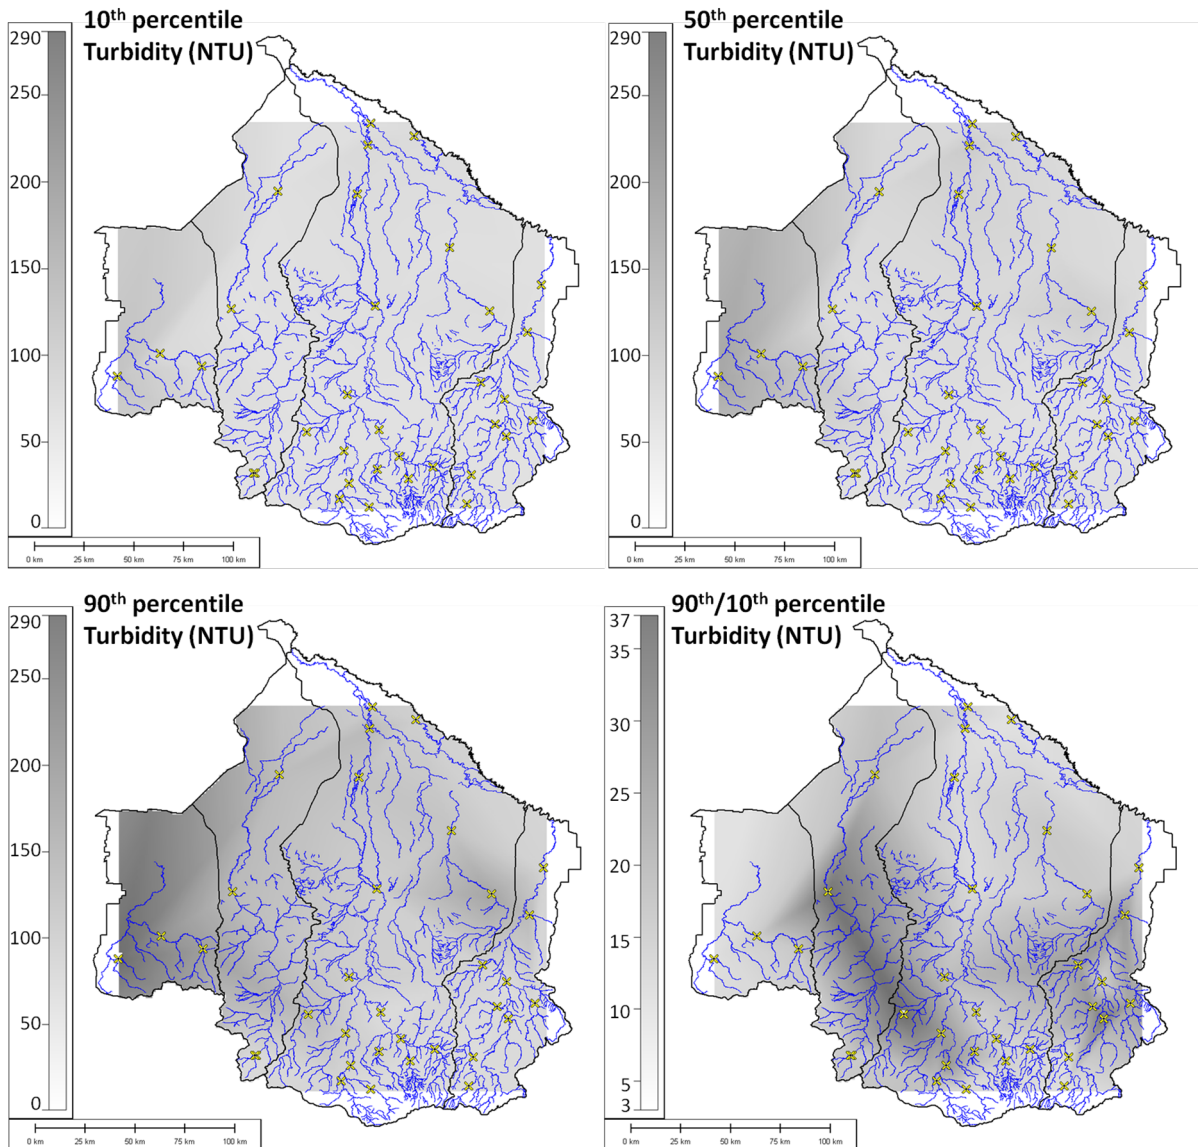 10th percentile
Turbidity (NTU)
290
250
200
150
100
50
0
0 km 25 km 50 km 75 km 100 km
50th percentile
Turbidity (NTU)
290
250
200
150
100
50
0
0 km 25 km 50 km 75 km 100 km
90th percentile
Turbidity (NTU)
290
250
200
150
100
50
0
0 km 25 km 50 km 75 km 100 km
90th/10th percentile
Turbidity (NTU)
37
35
30
25
20
15
10
5
3
0 km 25 km 50 km 75 km 100 km